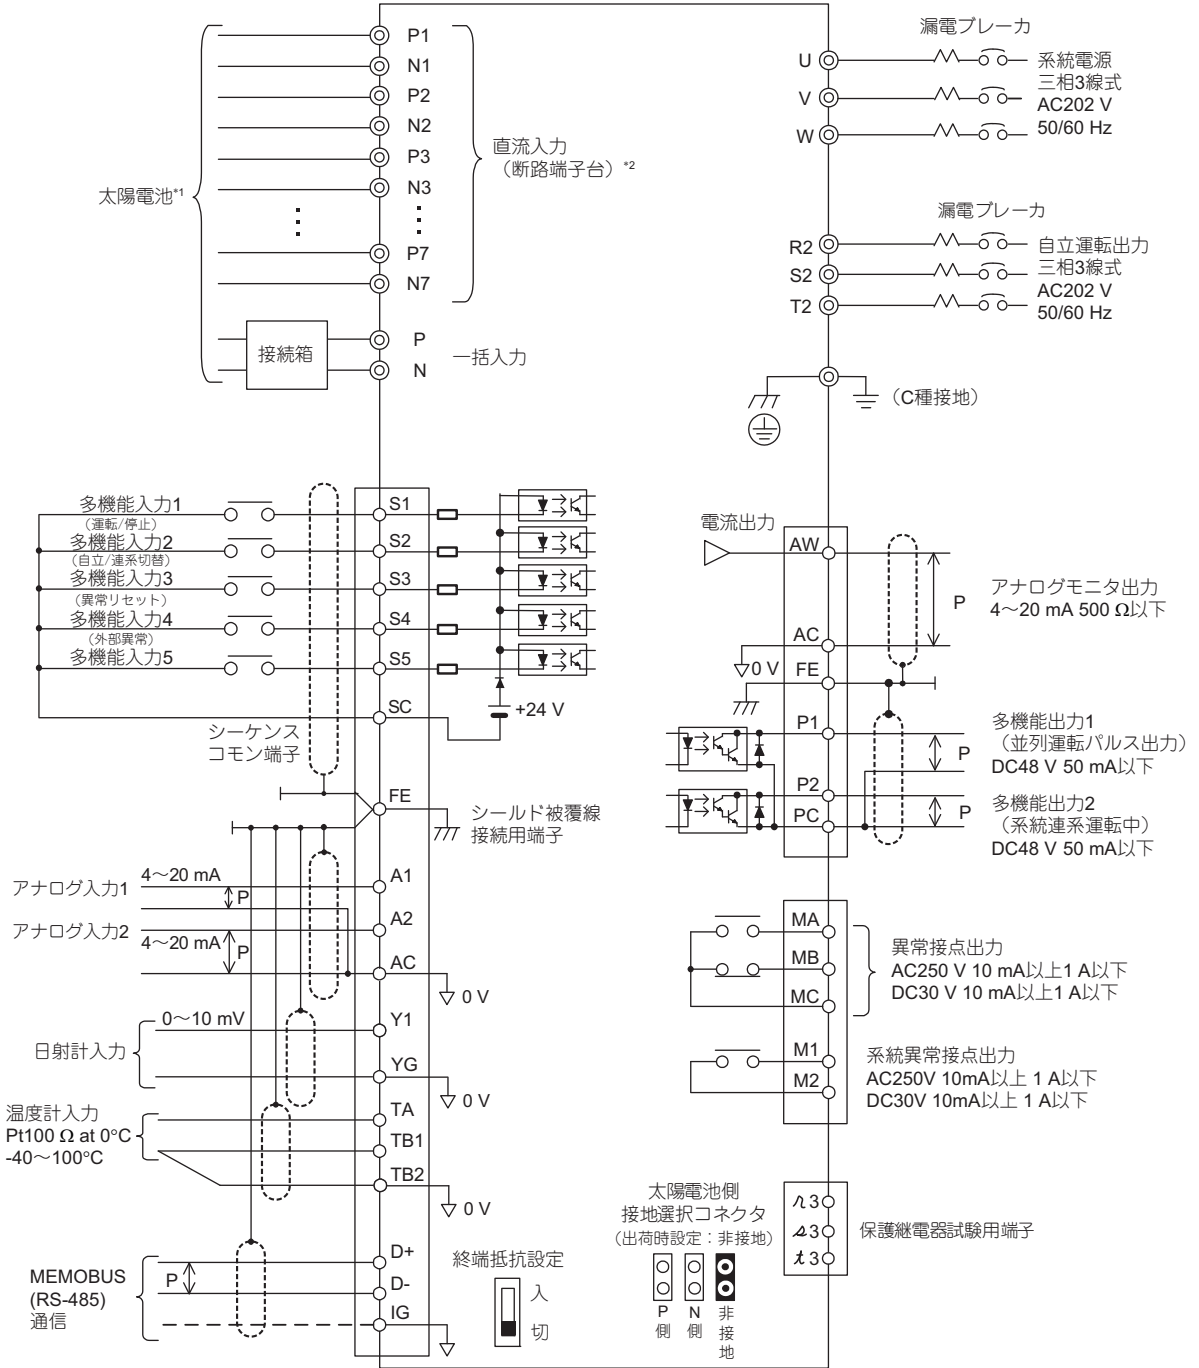 太陽電池*1
P1
N1
P2
N2
P3
N3
P7
N7
直流入力
（断路端子台）*2
接続箱
P
N
一括入力
漏電ブレーカ
U
V
W
系統電源
三相3線式
AC202 V
50/60 Hz
漏電ブレーカ
R2
S2
T2
自立運転出力
三相3線式
AC202 V
50/60 Hz
（C種接地）
多機能入力1
（運転/停止）
多機能入力2
（自立/連系切替）
多機能入力3
（異常リセット）
多機能入力4
（外部異常）
多機能入力5
S1
S2
S3
S4
S5
SC
+24 V
シーケンス
コモン端子
FE
シールド被覆線
接続用端子
アナログ入力1
4～20 mA
P
A1
アナログ入力2
4～20 mA
P
A2
AC
0 V
日射計入力
0～10 mV
Y1
YG
0 V
温度計入力
Pt100 Ω at 0°C
-40～100°C
TA
TB1
TB2
0 V
MEMOBUS
(RS-485)
通信
P
D+
D-
IG
終端抵抗設定
入
切
電流出力
AW
AC
0 V
FE
P
アナログモニタ出力
4～20 mA 500 Ω以下
P1
P2
PC
P
多機能出力1
（並列運転パルス出力）
DC48 V 50 mA以下
P
多機能出力2
（系統連系運転中）
DC48 V 50 mA以下
MA
MB
MC
異常接点出力
AC250 V 10 mA以上1 A以下
DC30 V 10 mA以上1 A以下
M1
M2
系統異常接点出力
AC250V 10mA以上 1 A以下
DC30V 10mA以上 1 A以下
太陽電池側
接地選択コネクタ
（出荷時設定：非接地）
P側
N側
非接地
r3
s3
t3
保護継電器試験用端子